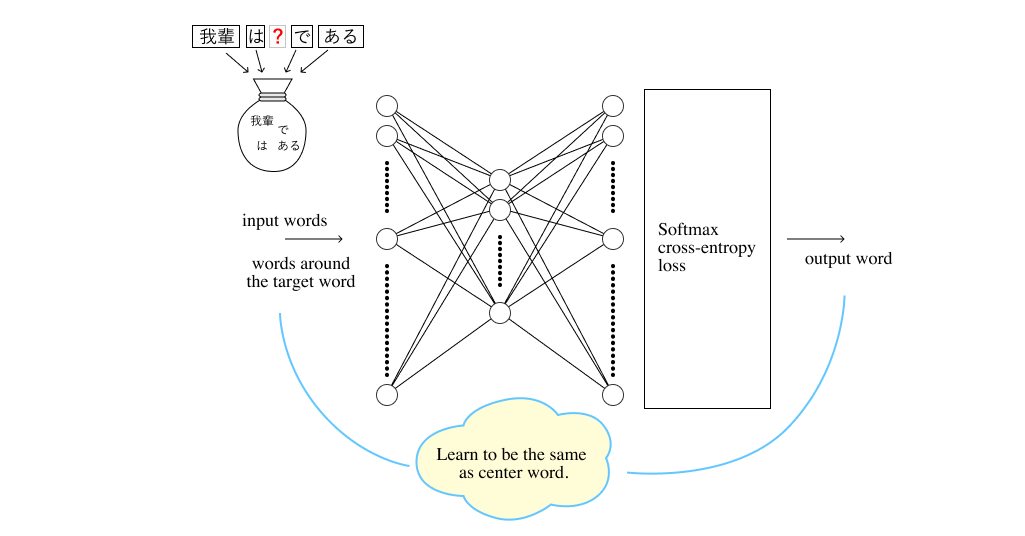 我輩 は ? で ある
我輩 で
は ある
input words
words around
the target word
Softmax
cross-entropy
loss
output word
Learn to be the same
as center word.